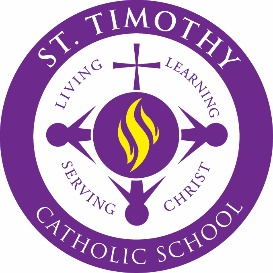 ST. TIMOTHY
LIVING
LEARNING
SERVING
CHRIST
CATHOLIC SCHOOL